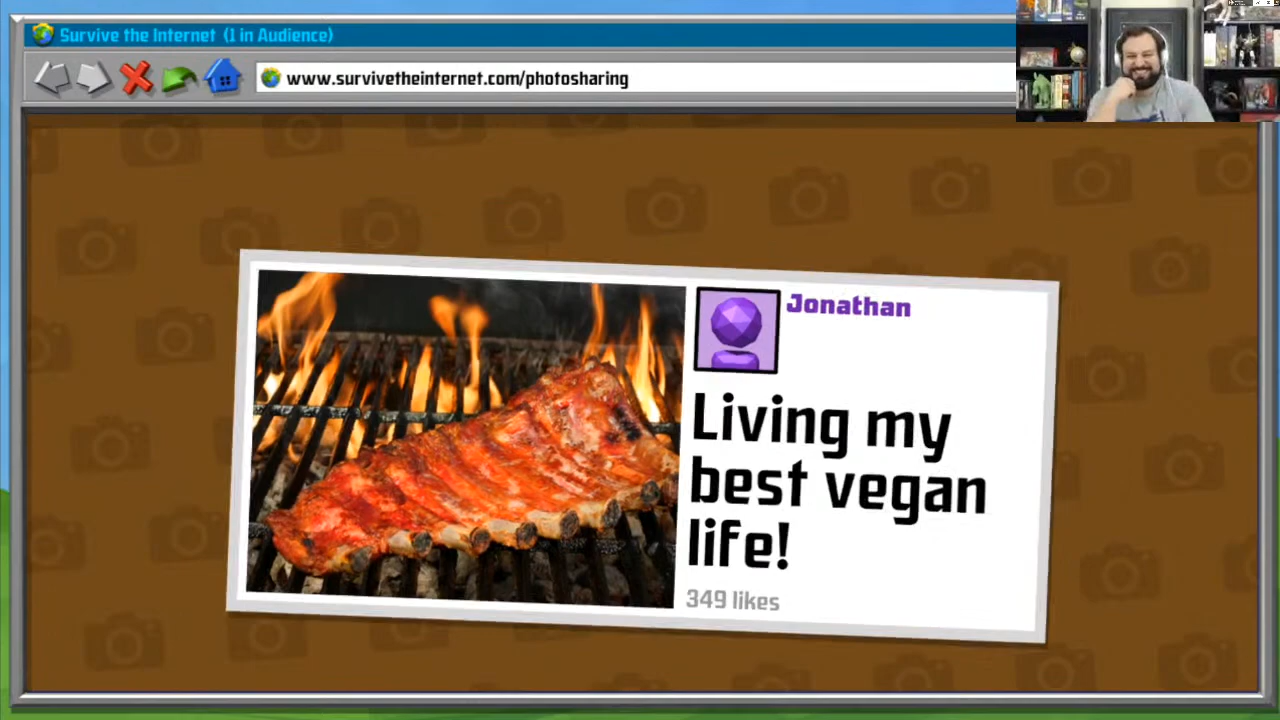 Survive the Internet (1 in Audience)
www.survivetheinternet.com/photosharing
Jonathan
Living my
best vegan
life!
349 likes